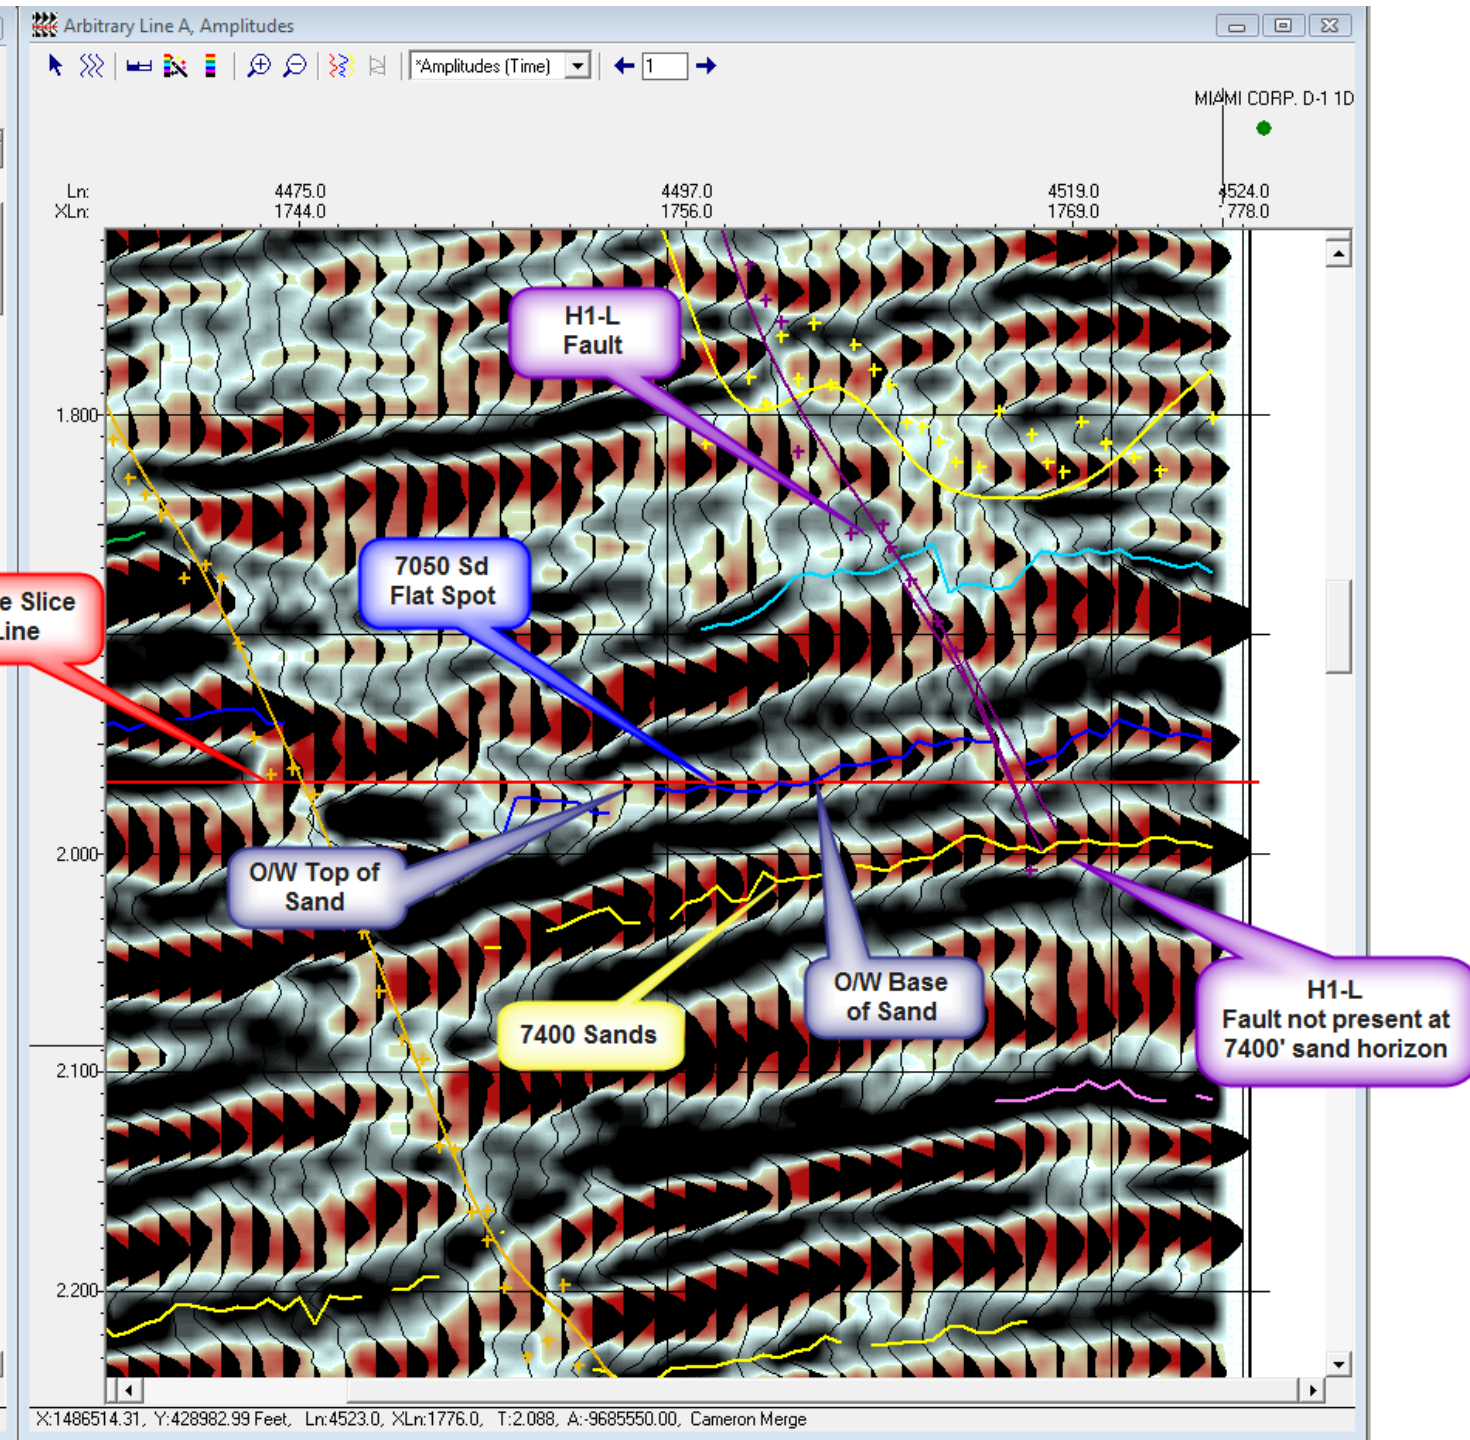 Arbitrary Line A, Amplitudes
*Amplitudes (Time)
1
MIAMI CORP. D-1 1D
Ln: 4475.0 4497.0 4519.0 4524.0
XLn: 1744.0 1756.0 1769.0 1778.0
H1-L
Fault
1.800
7050 Sd
Flat Spot
e Slice
Line
2.000
O/W Top of
Sand
O/W Base
of Sand
7400 Sands
H1-L
Fault not present at
7400' sand horizon
2.100
2.200
X:1486514.31, Y:428982.99 Feet, Ln:4523.0, XLn:1776.0, T:2.088, A:-9685550.00, Cameron Merge